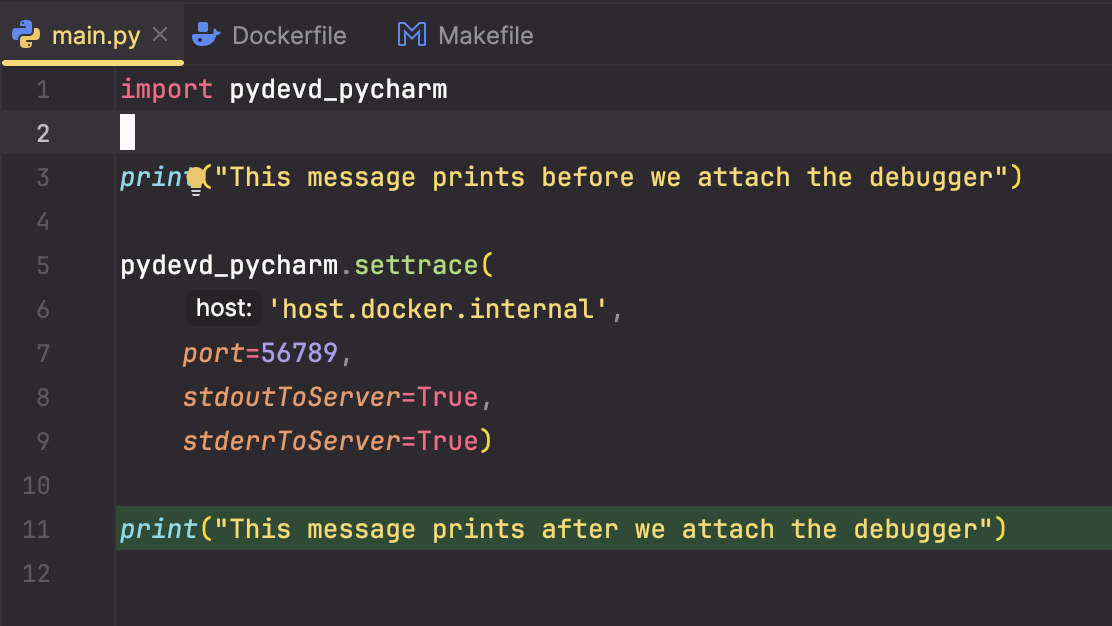 main.py Dockerfile Makefile
1 import pydevd_pycharm
2
3 print("This message prints before we attach the debugger")
4
5 pydevd_pycharm.settrace(
6 host: 'host.docker.internal',
7 port=56789,
8 stdoutToServer=True,
9 stderrToServer=True)
10
11 print("This message prints after we attach the debugger")
12